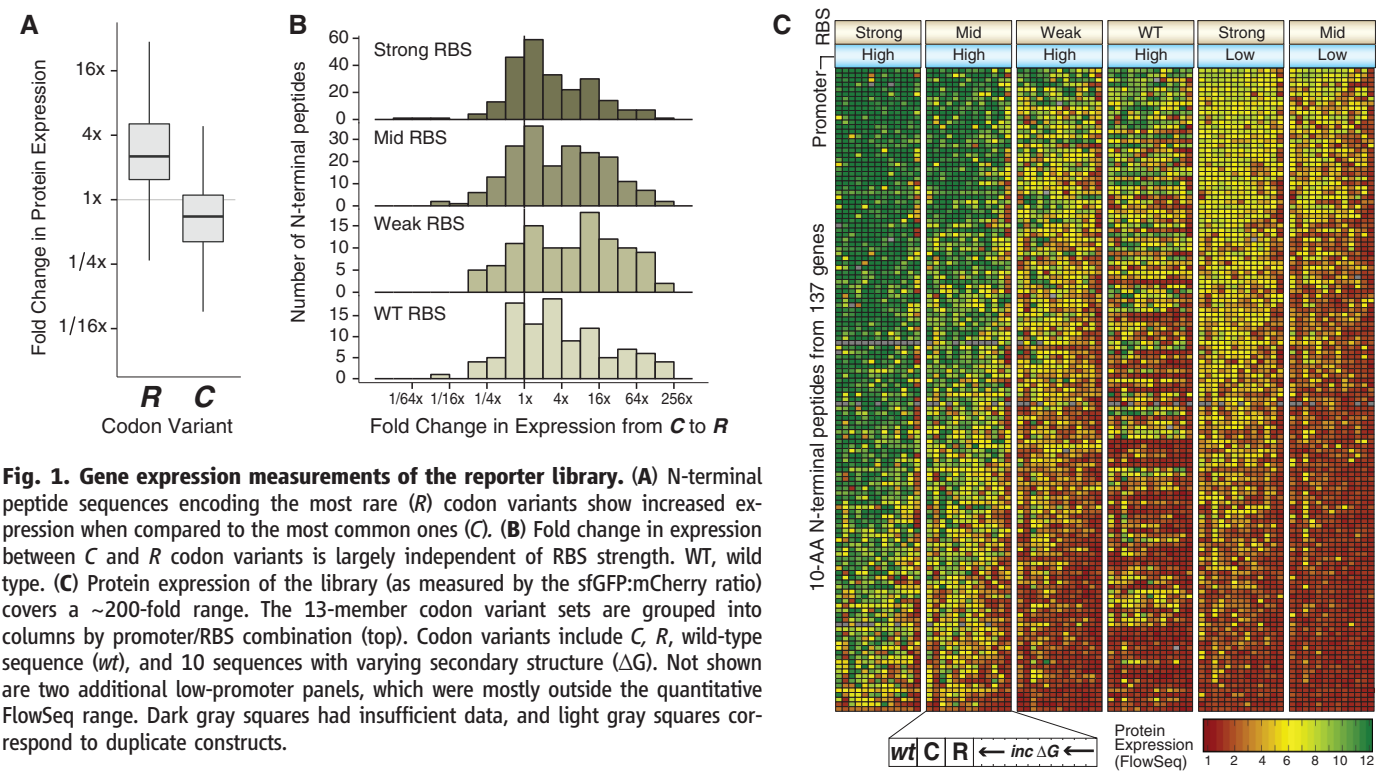 A
Fold Change in Protein Expression
16x
4x
1x
1/4x
1/16x
R C
Codon Variant
B
Number of N-terminal peptides
60
40
20
0
Strong RBS
30
20
10
0
Mid RBS
15
10
5
0
Weak RBS
15
10
5
0
WT RBS
1/64x 1/16x 1/4x 1x 4x 16x 64x 256x
Fold Change in Expression from C to R
C
RBS
Promoter
Strong Mid Weak WT Strong Mid
High High High High Low Low
10-AA N-terminal peptides from 137 genes
wt C R ← inc ΔG ←
Protein
Expression
(FlowSeq)
1 2 4 6 8 10 12
Fig. 1. Gene expression measurements of the reporter library. (A) N-terminal
peptide sequences encoding the most rare (R) codon variants show increased ex-
pression when compared to the most common ones (C). (B) Fold change in expression
between C and R codon variants is largely independent of RBS strength. WT, wild
type. (C) Protein expression of the library (as measured by the sfGFP:mCherry ratio)
covers a ~200-fold range. The 13-member codon variant sets are grouped into
columns by promoter/RBS combination (top). Codon variants include C, R, wild-type
sequence (wt), and 10 sequences with varying secondary structure (ΔG). Not shown
are two additional low-promoter panels, which were mostly outside the quantitative
FlowSeq range. Dark gray squares had insufficient data, and light gray squares cor-
respond to duplicate constructs.